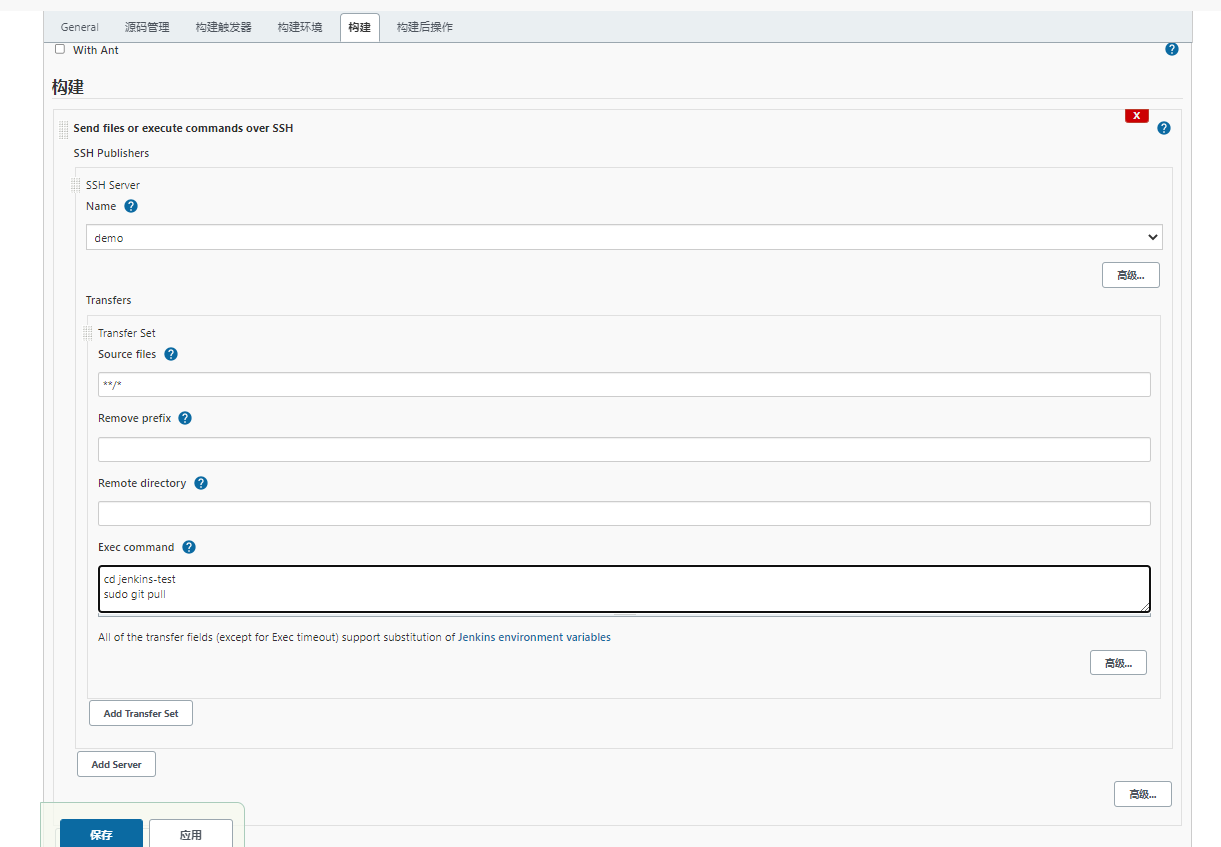 General 源码管理 构建触发器 构建环境 构建 构建后操作
With Ant ?
构建
X
Send files or execute commands over SSH ?
SSH Publishers
SSH Server
Name ?
demo
高级...
Transfers
Transfer Set
Source files ?
**/*
Remove prefix ?
Remote directory ?
Exec command ?
cd jenkins-test
sudo git pull
All of the transfer fields (except for Exec timeout) support substitution of Jenkins environment variables
高级...
Add Transfer Set
Add Server
高级...
保存 应用